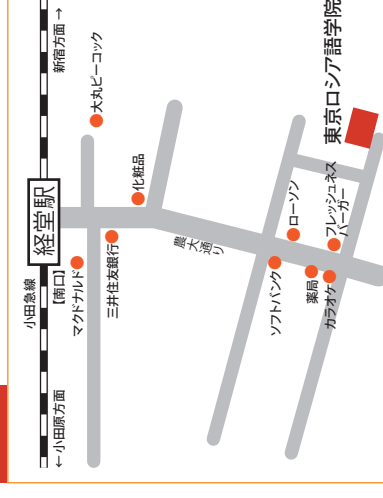 新宿方面→
小田急線
経堂駅
【南口】
←小田原方面
大丸ピーコック
マクドナルド
化粧品
三井住友銀行
農大通り
ソフトバンク
ローソン
薬局
カラオケ
フレッシュネス
バーガー
東京ロシア語学院